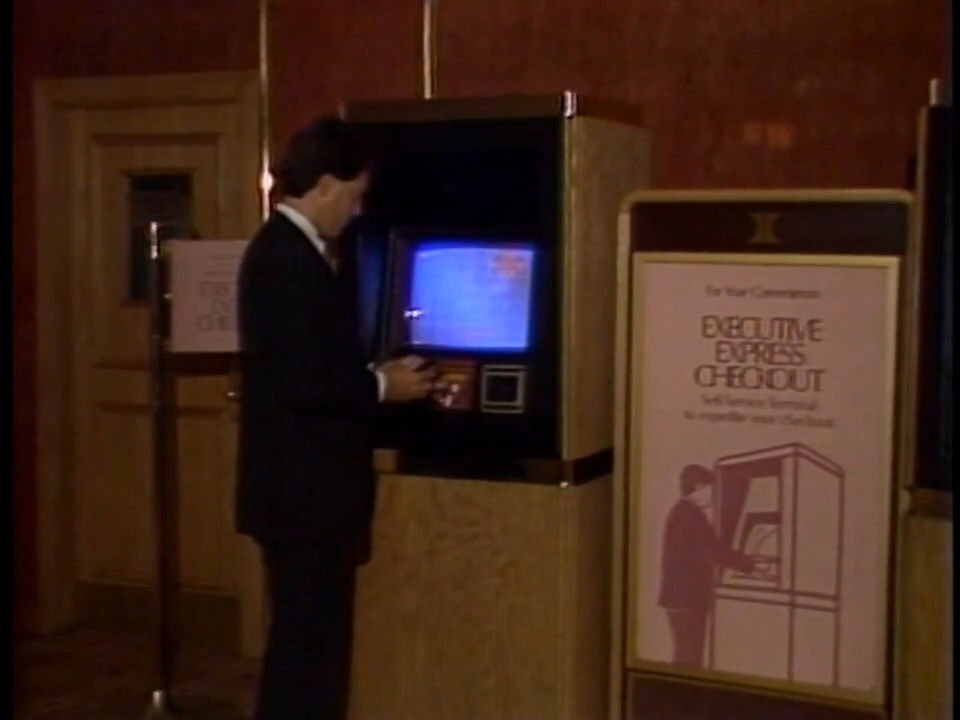 For Your Convenience
EXECUTIVE
EXPRESS
CHECKOUT
Self-Service Terminal
to expedite your checkout